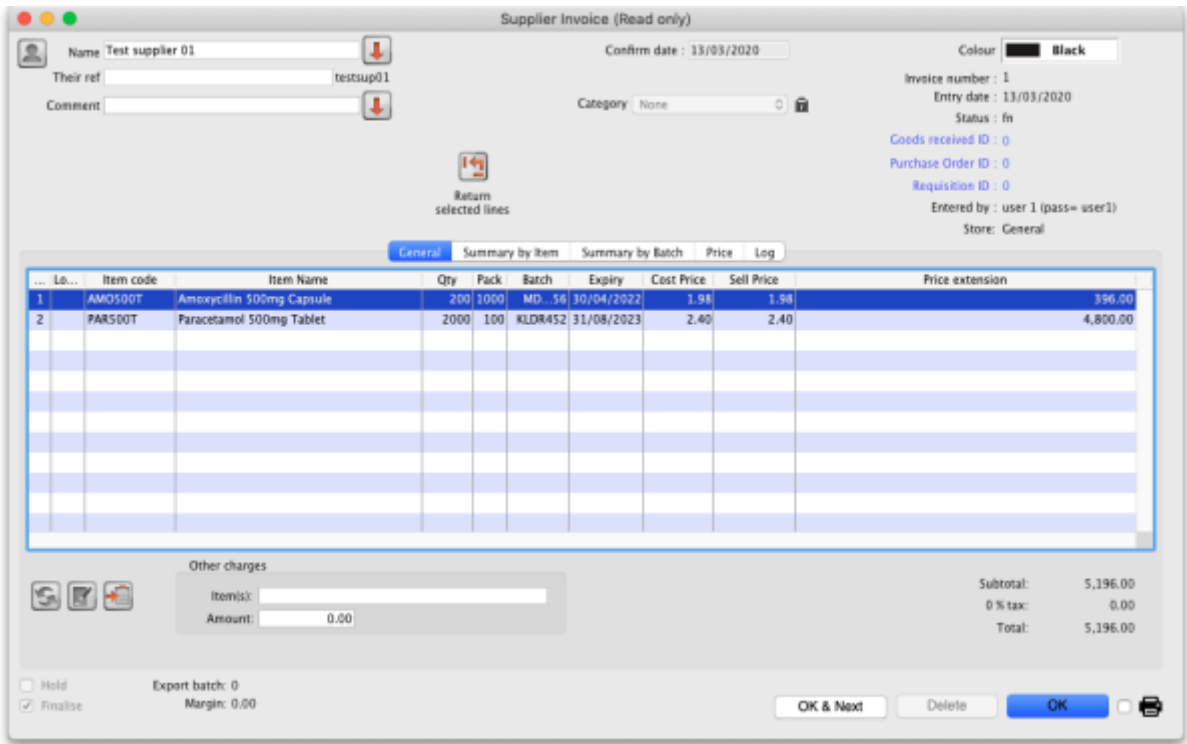 Supplier Invoice (Read only)
Name Test supplier 01
Confirm date : 13/03/2020
Colour Black
Their ref testsup01
Invoice number : 1
Comment
Category None
Entry date : 13/03/2020
Status : fn
Goods received ID : 0
Purchase Order ID : 0
Return
selected lines
Requisition ID : 0
Entered by : user 1 (pass= user1)
Store: General
General Summary by Item Summary by Batch Price Log
... Lo... Item code Item Name Qty Pack Batch Expiry Cost Price Sell Price Price extension
1 AMO500T Amoxycillin 500mg Capsule 200 1000 MD...56 30/04/2022 1.98 1.98 396.00
2 PAR500T Paracetamol 500mg Tablet 2000 100 KLDR452 31/08/2023 2.40 2.40 4,800.00
Other charges
Item(s):
Amount: 0.00
Subtotal: 5,196.00
0 % tax: 0.00
Total: 5,196.00
Hold Export batch: 0
Finalise Margin: 0.00
OK & Next Delete OK